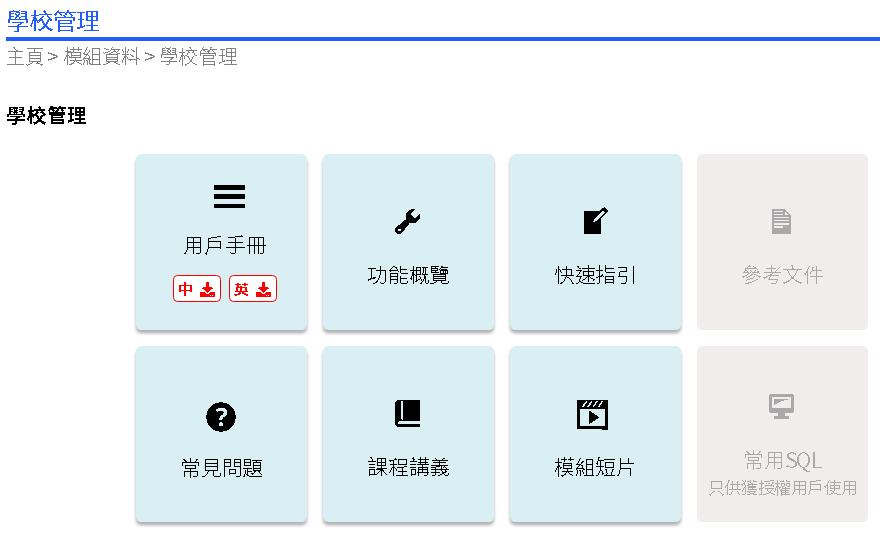 學校管理
主頁 > 模組資料 > 學校管理
學校管理
用戶手冊
中
英
功能概覽
快速指引
參考文件
常見問題
課程講義
模組短片
常用SQL
只供獲授權用戶使用